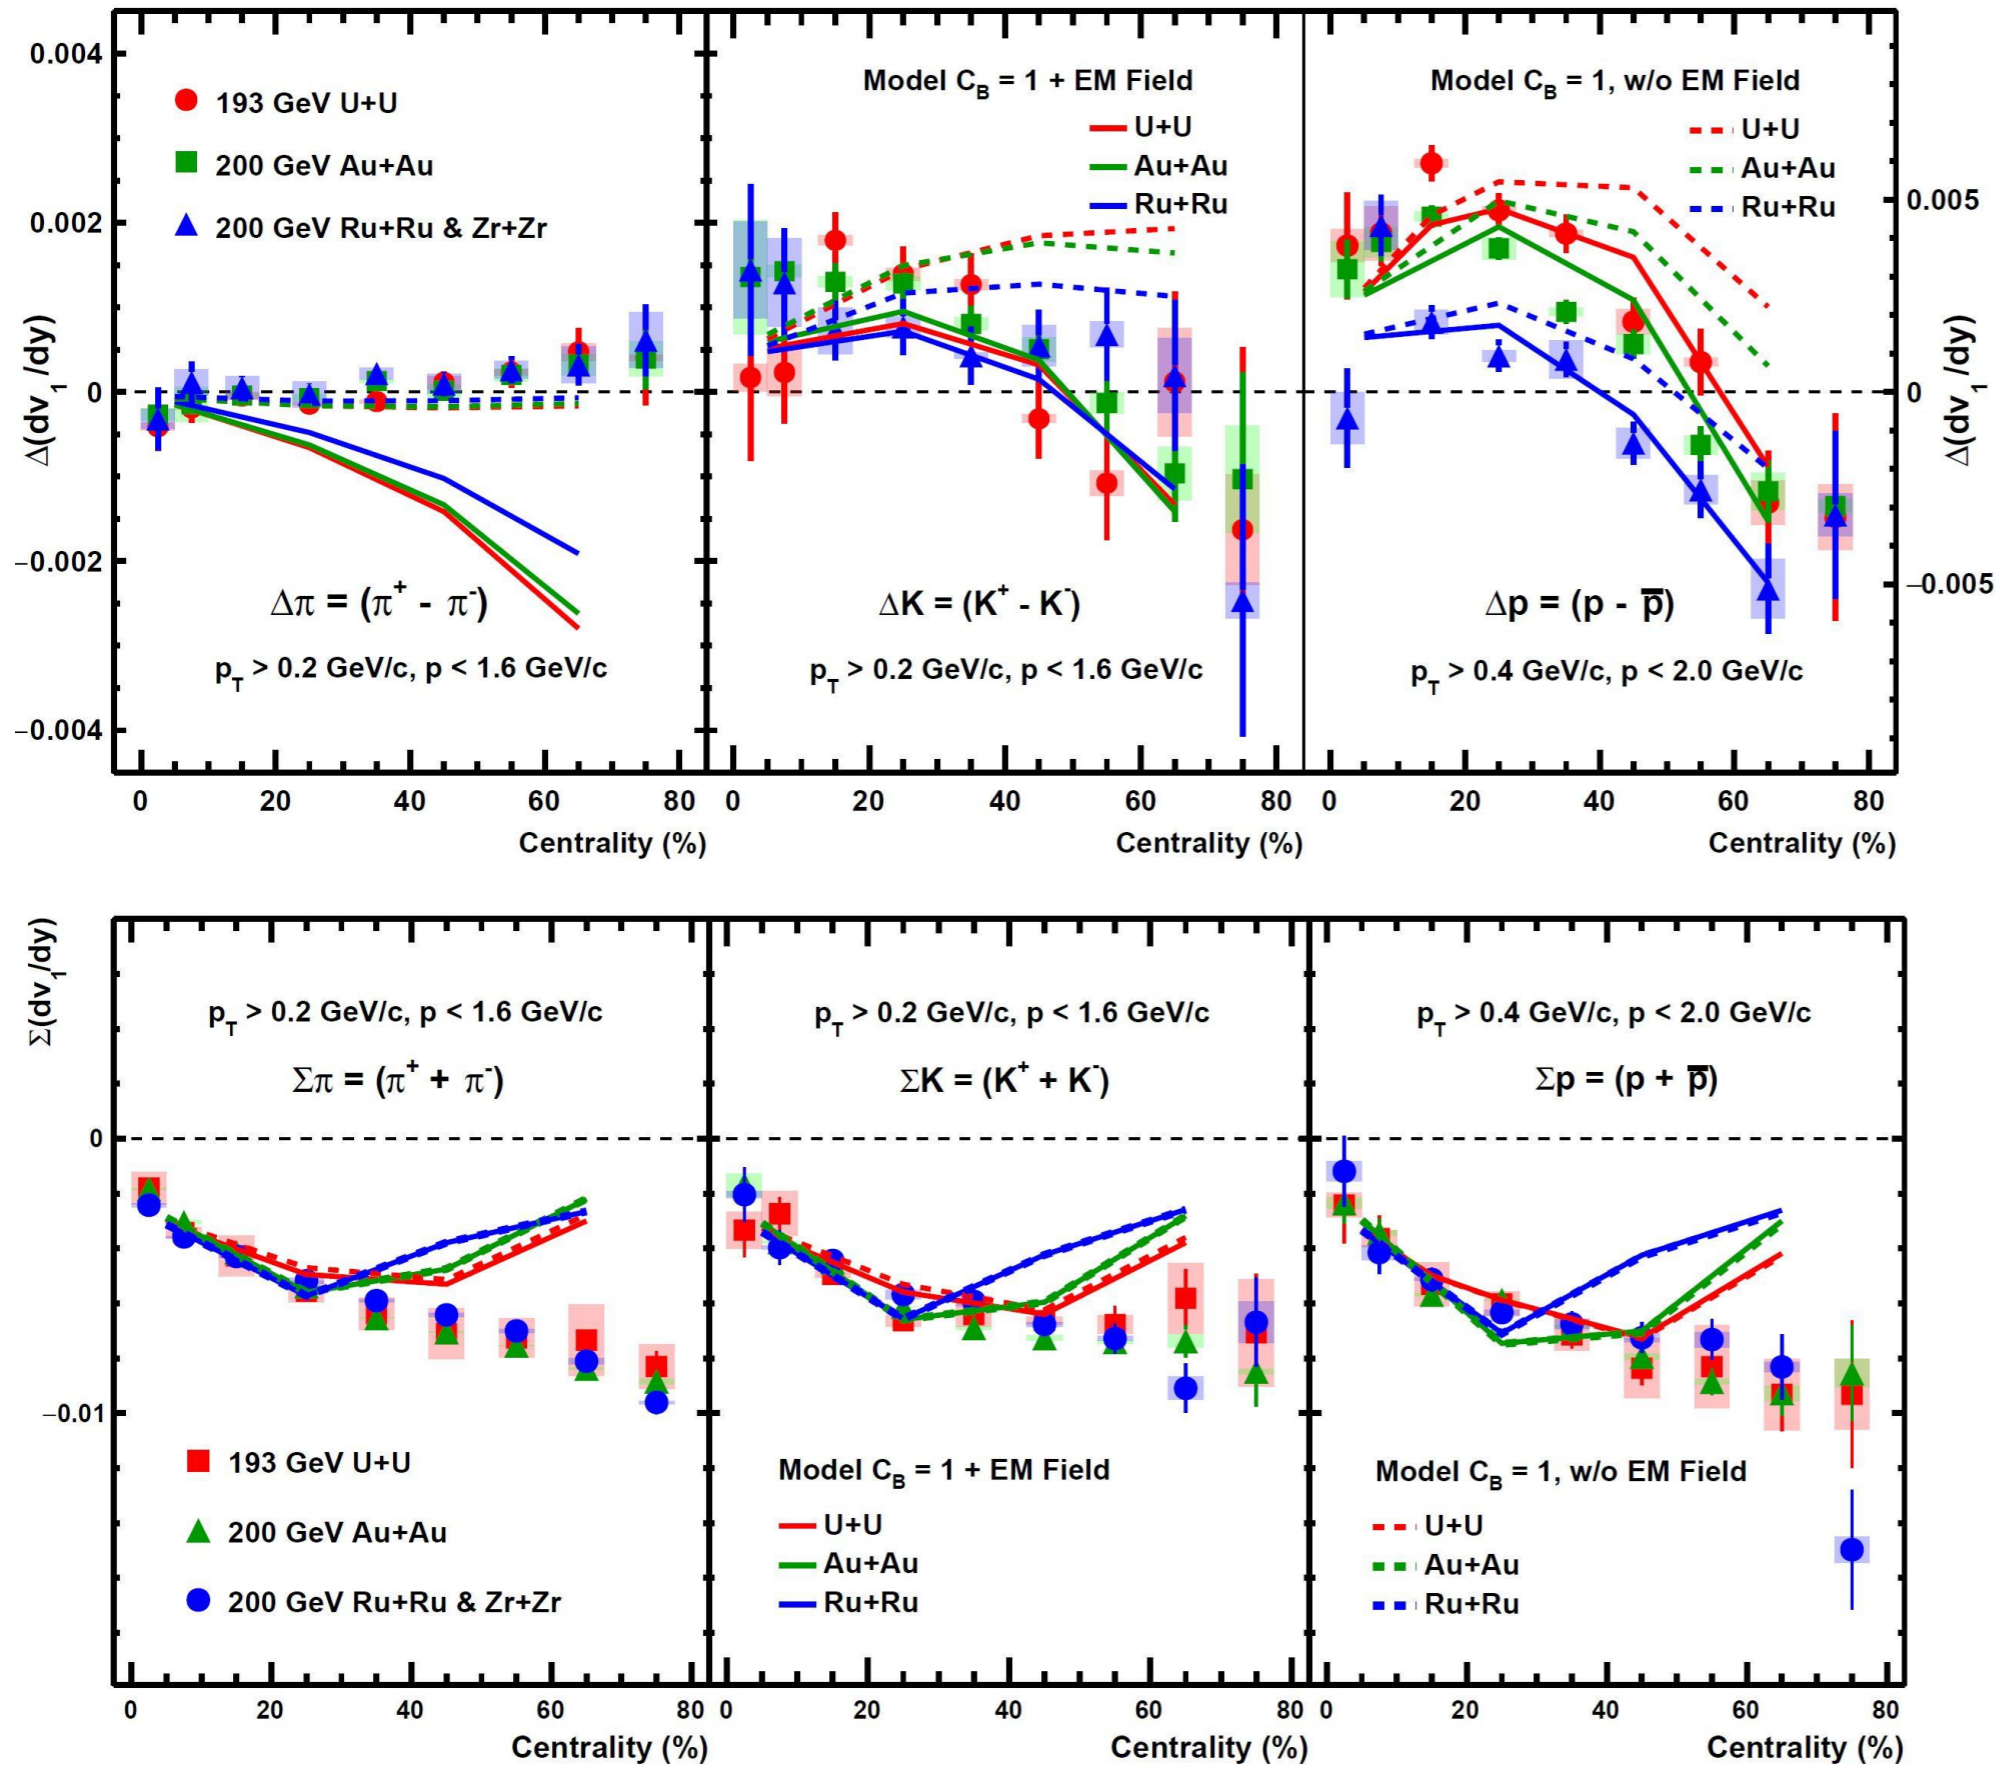 0.004
0.002
0
−0.002
−0.004
Δ(dv1/dy)
193 GeV U+U
200 GeV Au+Au
200 GeV Ru+Ru & Zr+Zr
Δπ = (π+ - π-)
pT > 0.2 GeV/c, p < 1.6 GeV/c
0 20 40 60 80
Centrality (%)
Model CB = 1 + EM Field
U+U
Au+Au
Ru+Ru
ΔK = (K+ - K-)
pT > 0.2 GeV/c, p < 1.6 GeV/c
0 20 40 60 80
Centrality (%)
Model CB = 1, w/o EM Field
U+U
Au+Au
Ru+Ru
Δp = (p - p̅)
pT > 0.4 GeV/c, p < 2.0 GeV/c
0 20 40 60 80
Centrality (%)
0.005
0
−0.005
Δ(dv1/dy)
Σ(dv1/dy)
0
−0.01
pT > 0.2 GeV/c, p < 1.6 GeV/c
Σπ = (π+ + π-)
193 GeV U+U
200 GeV Au+Au
200 GeV Ru+Ru & Zr+Zr
0 20 40 60 80
Centrality (%)
pT > 0.2 GeV/c, p < 1.6 GeV/c
ΣK = (K+ + K-)
Model CB = 1 + EM Field
U+U
Au+Au
Ru+Ru
0 20 40 60 80
Centrality (%)
pT > 0.4 GeV/c, p < 2.0 GeV/c
Σp = (p + p̅)
Model CB = 1, w/o EM Field
U+U
Au+Au
Ru+Ru
0 20 40 60 80
Centrality (%)